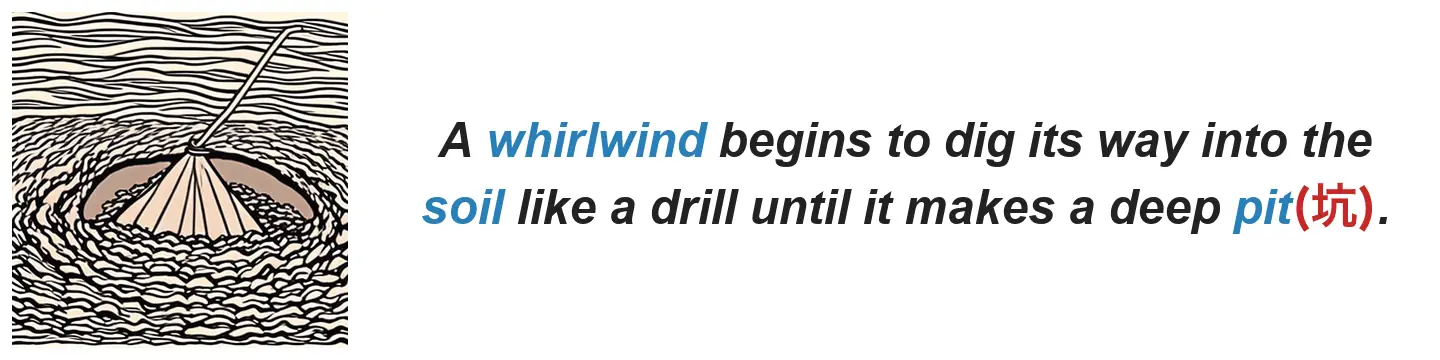 A whirlwind begins to dig its way into the
soil like a drill until it makes a deep pit(坑).